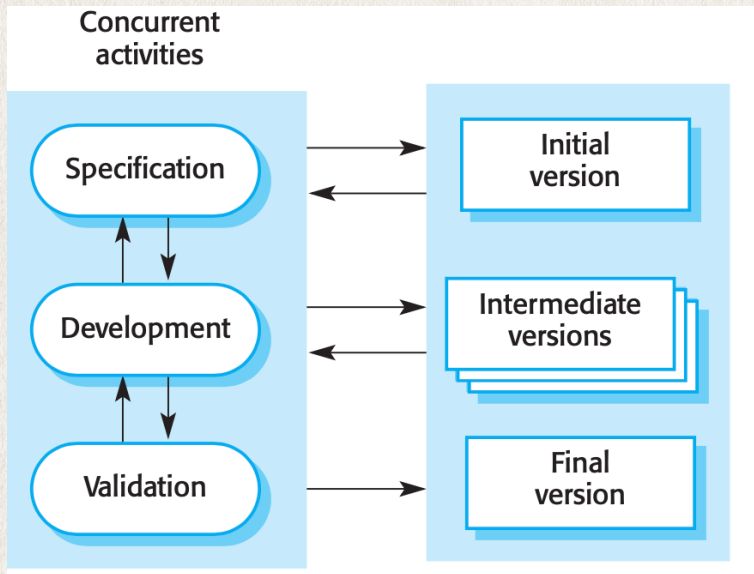 Concurrent
activities
Specification
Development
Validation
Initial
version
Intermediate
versions
Final
version